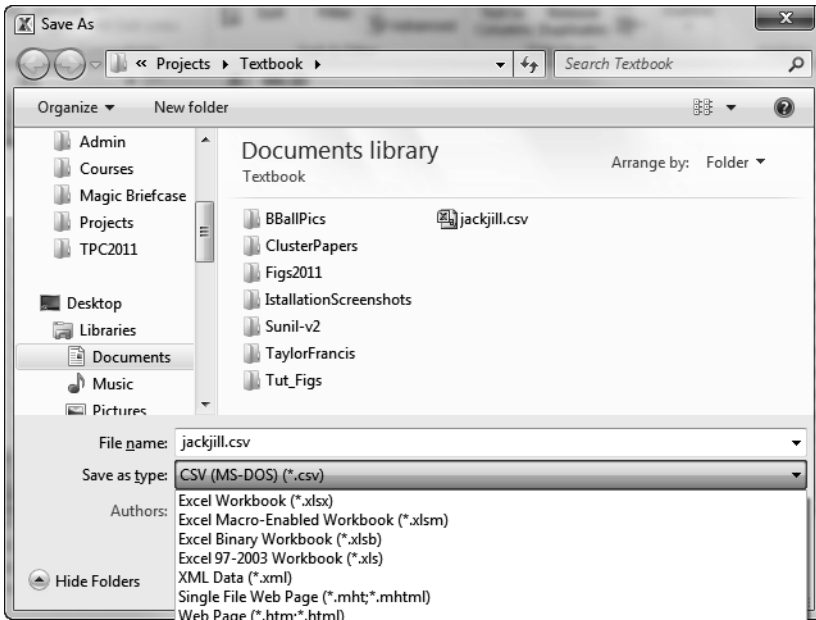 Save As
« Projects ▸ Textbook ▸
Search Textbook
Organize ▾ New folder
Admin
Courses
Magic Briefcase
Projects
TPC2011
Desktop
Libraries
Documents
Music
Pictures
Documents library
Textbook
Arrange by: Folder ▾
BBallPics
jackjill.csv
ClusterPapers
Figs2011
IstallationScreenshots
Sunil-v2
TaylorFrancis
Tut_Figs
File name: jackjill.csv
Save as type: CSV (MS-DOS) (*.csv)
Authors:
Excel Workbook (*.xlsx)
Excel Macro-Enabled Workbook (*.xlsm)
Excel Binary Workbook (*.xlsb)
Excel 97-2003 Workbook (*.xls)
XML Data (*.xml)
Single File Web Page (*.mht;*.mhtml)
Web Page (*.htm;*.html)
Hide Folders